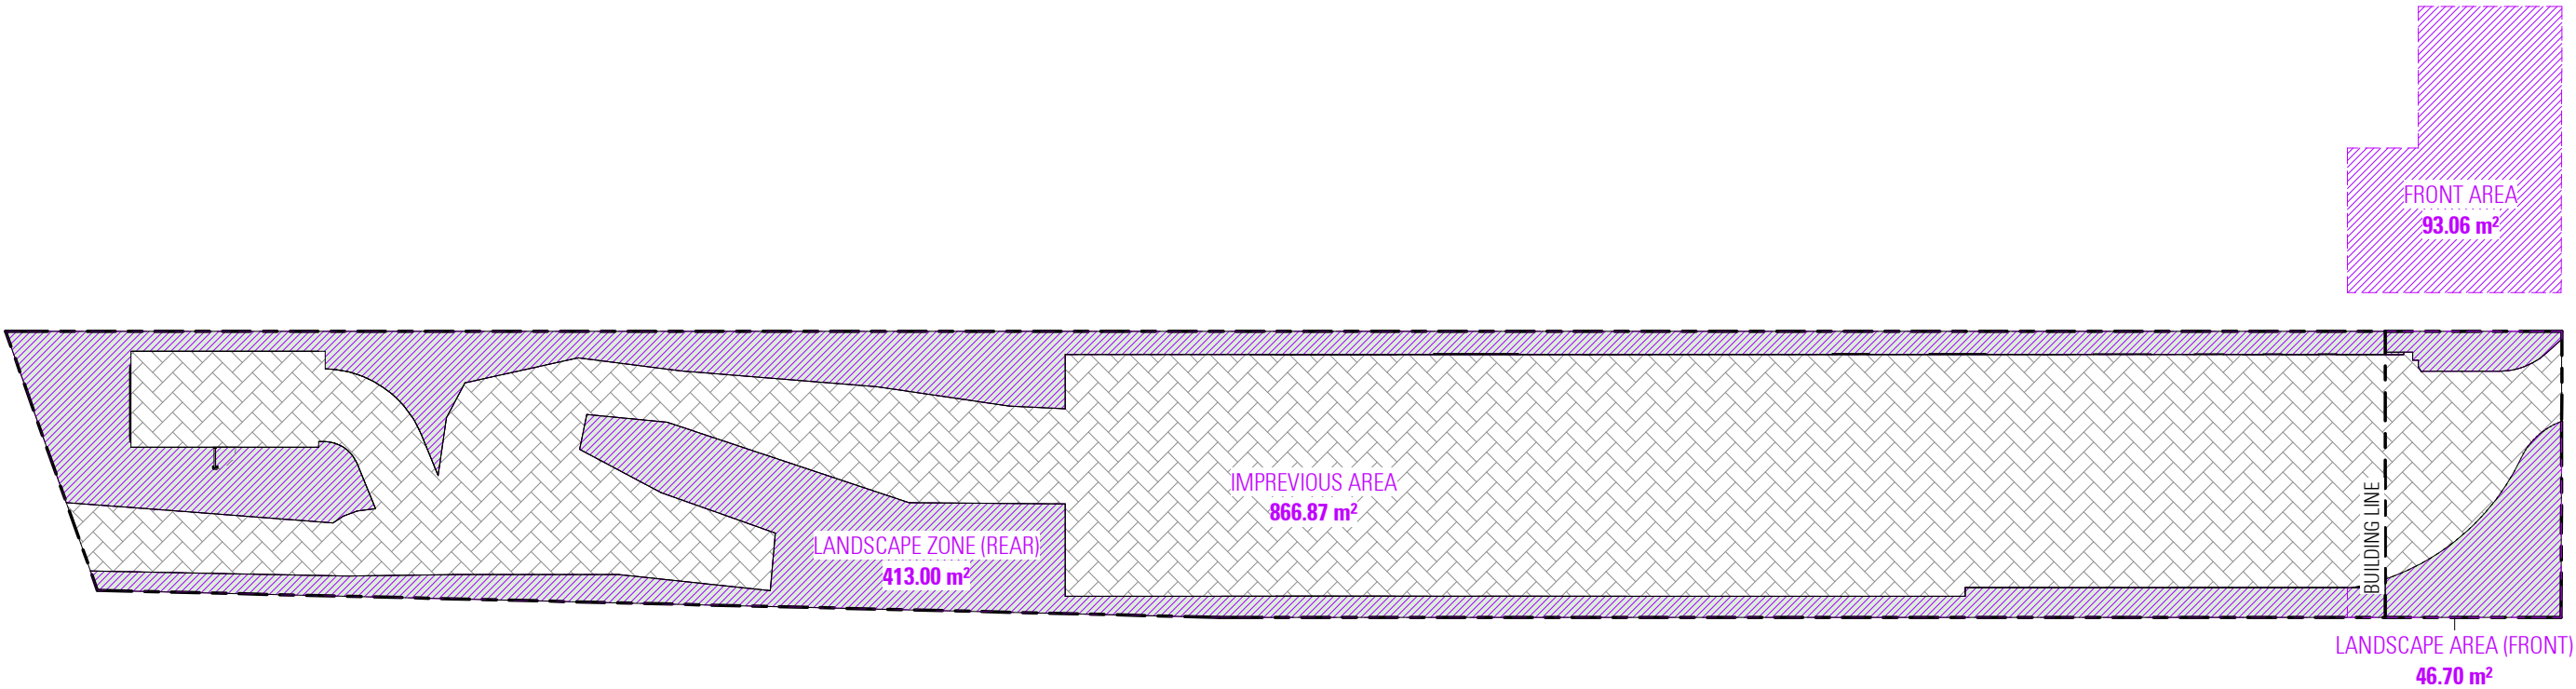 FRONT AREA
93.06 m²
IMPREVIOUS AREA
866.87 m²
BUILDING LINE
LANDSCAPE ZONE (REAR)
413.00 m²
LANDSCAPE AREA (FRONT)
46.70 m²